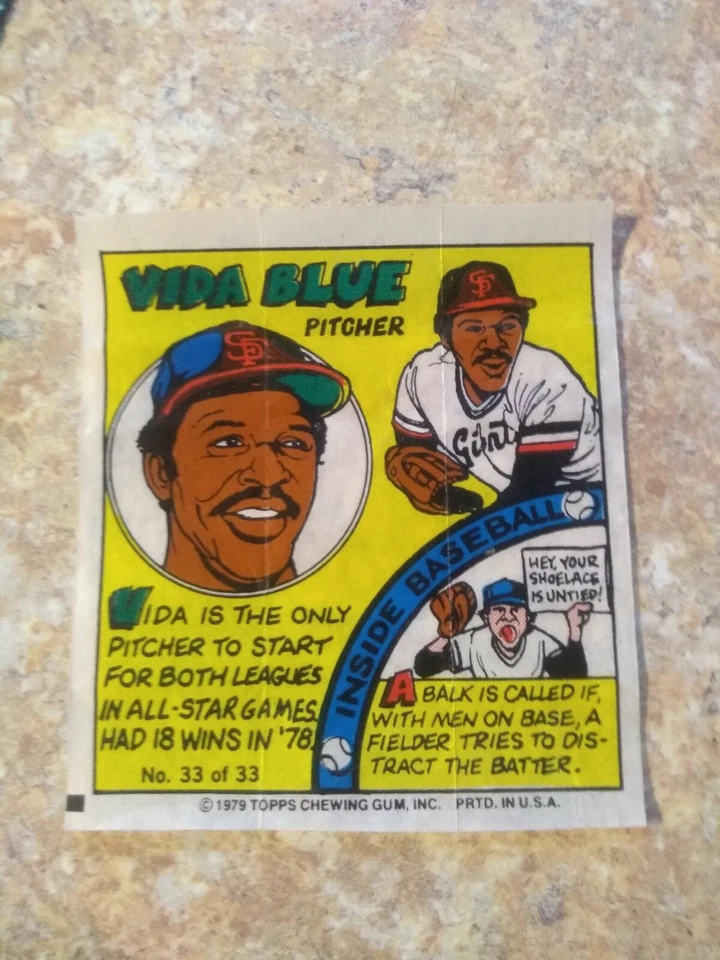 VIDA BLUE
PITCHER
SF
SF
Giants
VIDA IS THE ONLY
PITCHER TO START
FOR BOTH LEAGUES
IN ALL-STAR GAMES.
HAD 18 WINS IN '78.
No. 33 of 33
INSIDE BASEBALL
HEY, YOUR
SHOELACE
IS UNTIED!
A BALK IS CALLED IF,
WITH MEN ON BASE, A
FIELDER TRIES TO DIS-
TRACT THE BATTER.
©1979 TOPPS CHEWING GUM, INC. PRTD. IN U.S.A.